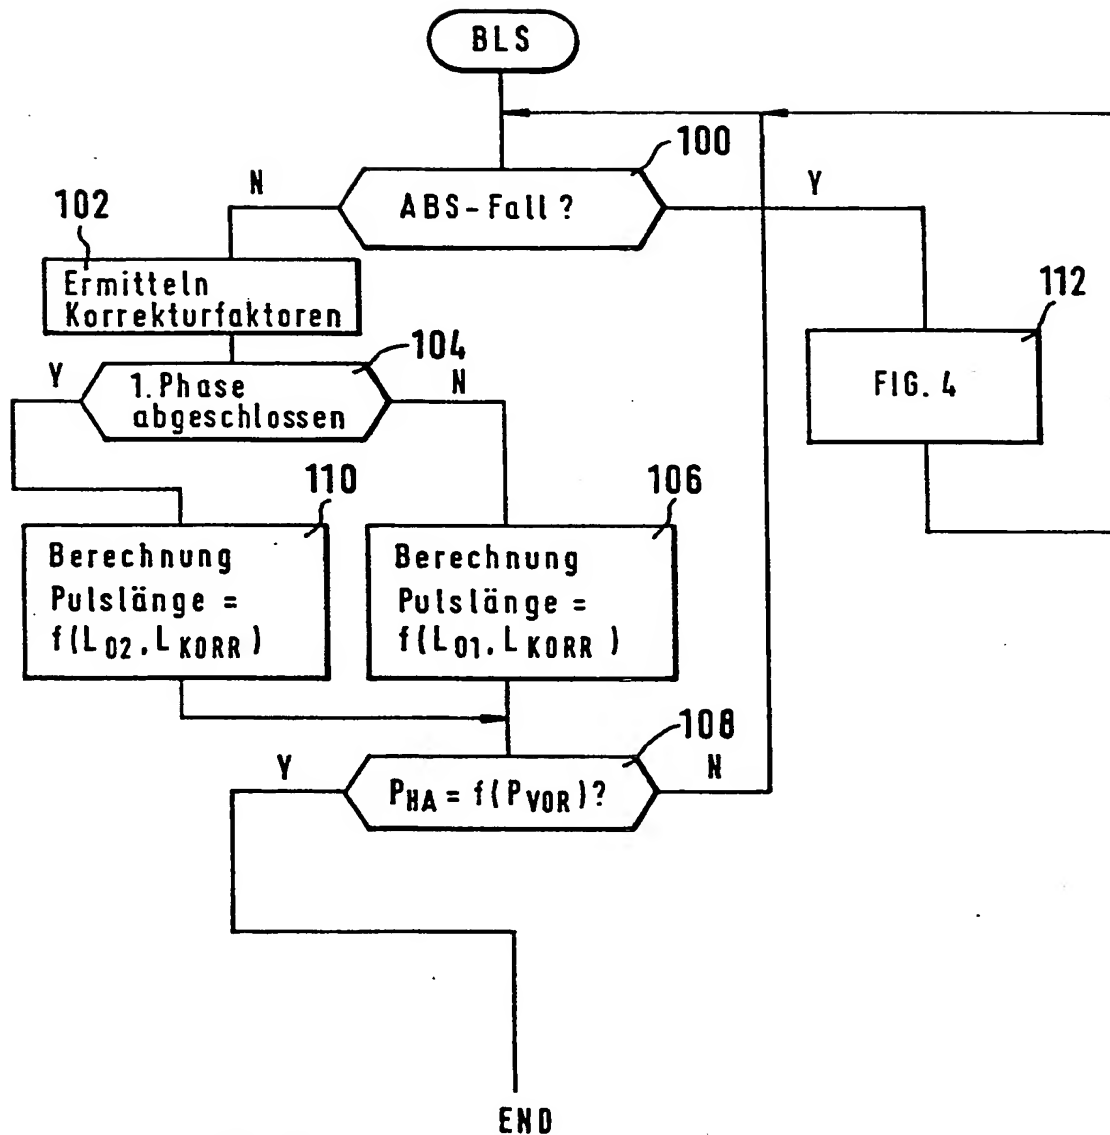 BLS
100
N
ABS-Fall?
Y
102
Ermitteln
Korrekturfaktoren
112
FIG. 4
104
Y
1. Phase
abgeschlossen
N
110
Berechnung
Pulslänge =
f(L02, LKORR)
106
Berechnung
Pulslänge =
f(L01, LKORR)
108
Y
PHA = f(PVOR)?
N
END